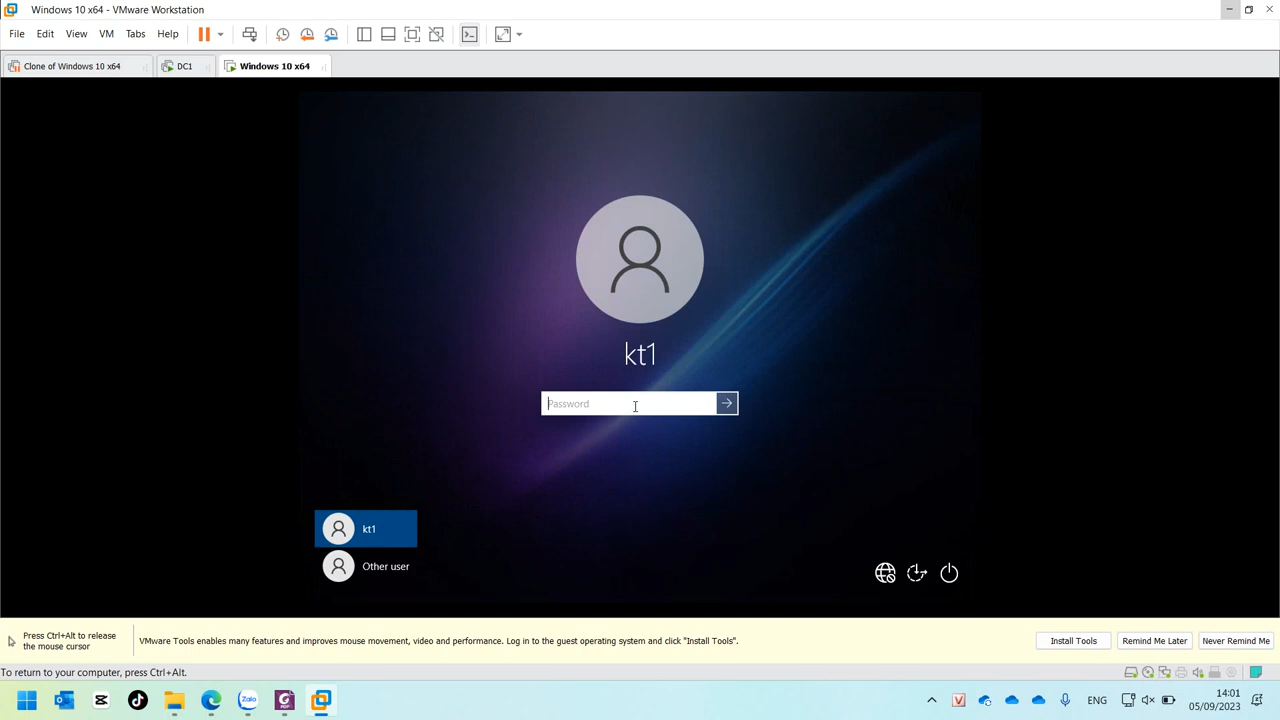 Windows 10 x64 - VMware Workstation
File Edit View VM Tabs Help
Clone of Windows 10 x64 DC1 Windows 10 x64
kt1
Password
kt1
Other user
Press Ctrl+Alt to release
the mouse cursor
VMware Tools enables many features and improves mouse movement, video and performance. Log in to the guest operating system and click "Install Tools".
Install Tools Remind Me Later Never Remind Me
To return to your computer, press Ctrl+Alt.
Zalo
PDF
V
ENG
14:01
05/09/2023